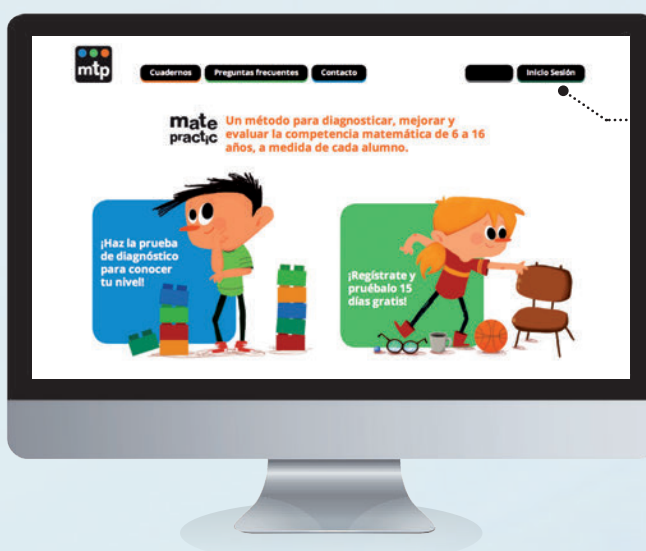 mtp
Cuadernos
Preguntas frecuentes
Contacto
Inicio Sesión
mate
practic
Un método para diagnosticar, mejorar y
evaluar la competencia matemática de 6 a 16
años, a medida de cada alumno.
¡Haz la prueba
de diagnóstico
para conocer
tu nivel!
¡Regístrate y
pruébalo 15
días gratis!